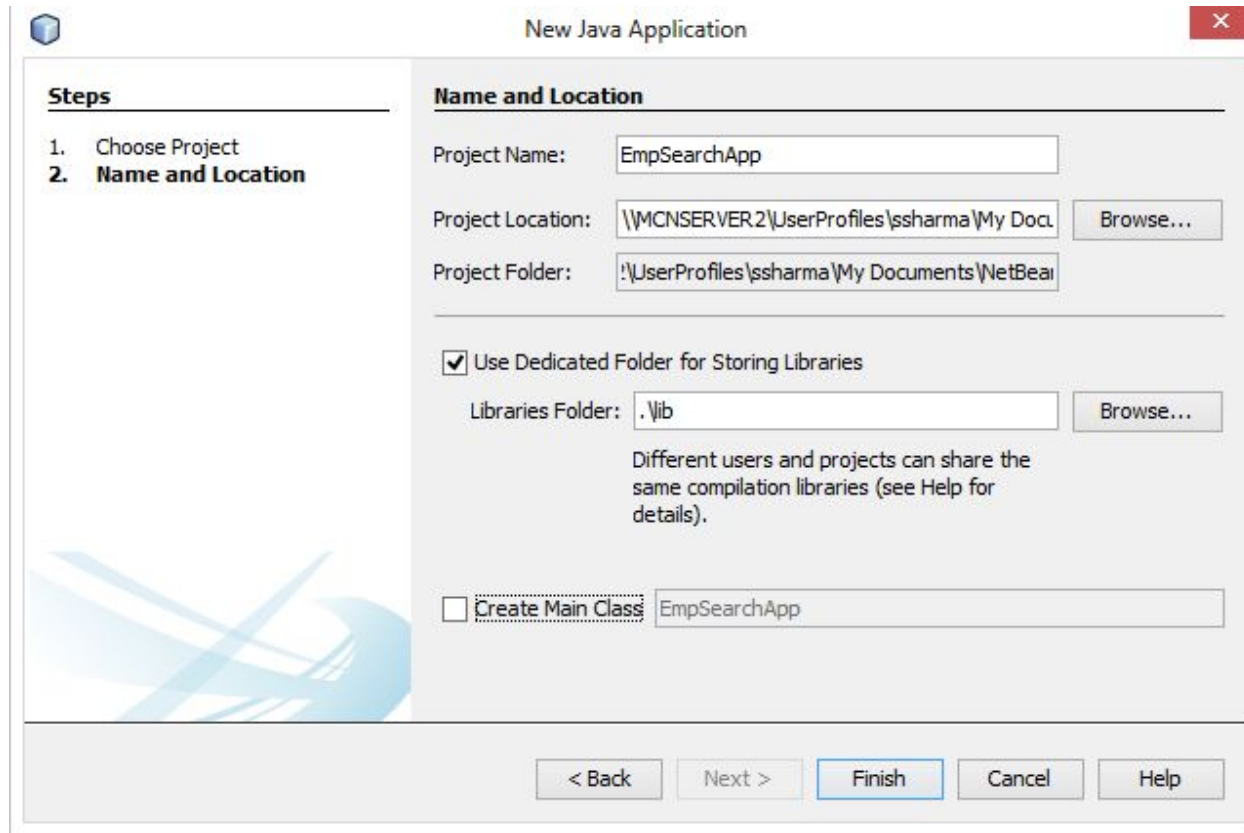 New Java Application
Steps
1. Choose Project
2. Name and Location
Name and Location
Project Name: EmpSearchApp
Project Location: \\MCNSERVER2\UserProfiles\ssharma\My Docu Browse...
Project Folder: !\UserProfiles\ssharma\My Documents\NetBear
Use Dedicated Folder for Storing Libraries
Libraries Folder: .\lib Browse...
Different users and projects can share the
same compilation libraries (see Help for
details).
Create Main Class EmpSearchApp
< Back Next > Finish Cancel Help